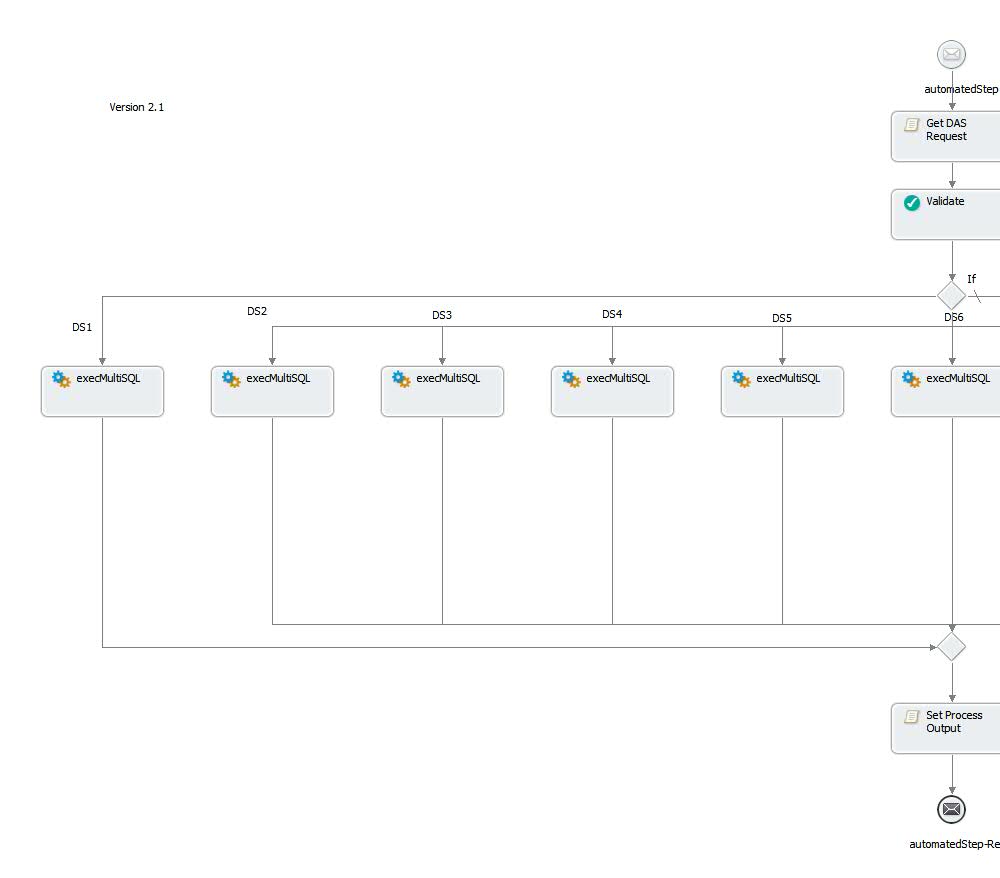 automatedStep
Version 2.1
Get DAS
Request
Validate
If
DS1
DS2
DS3
DS4
DS5
DS6
execMultiSQL
execMultiSQL
execMultiSQL
execMultiSQL
execMultiSQL
execMultiSQL
Set Process
Output
automatedStep-Re